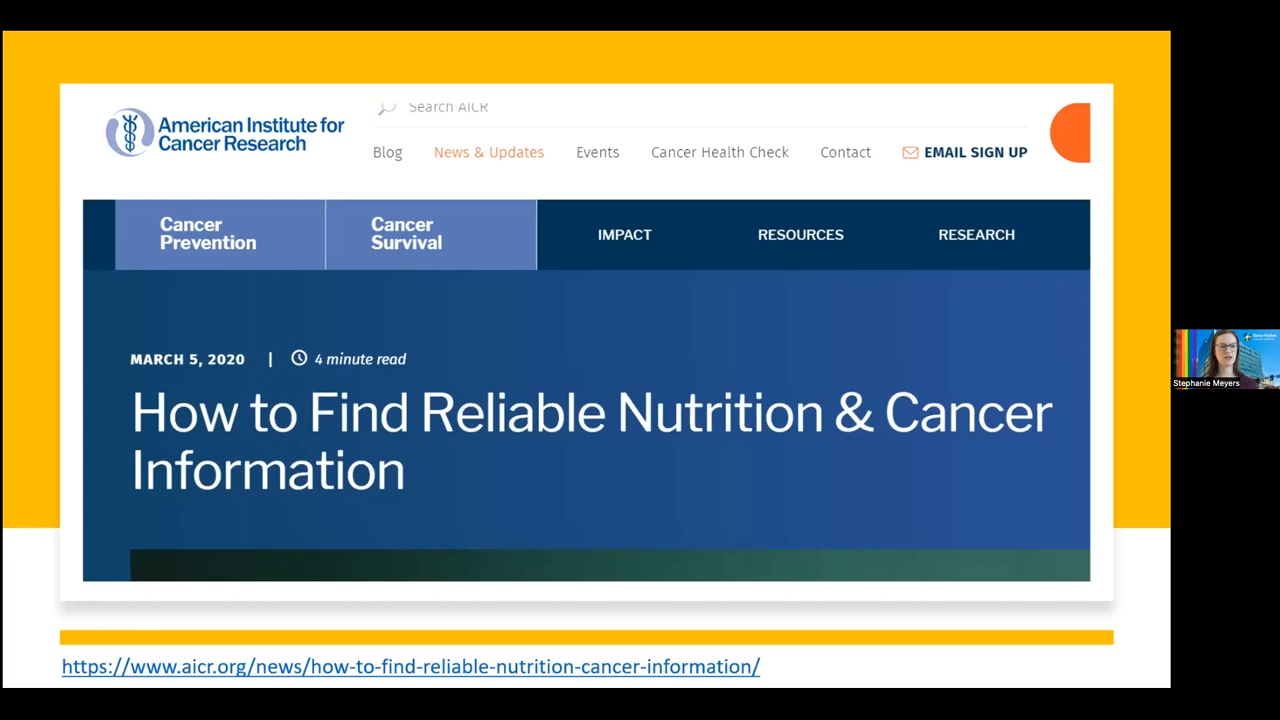 Search AICR
American Institute for
Cancer Research
Blog
News & Updates
Events
Cancer Health Check
Contact
EMAIL SIGN UP
Cancer
Prevention
Cancer
Survival
IMPACT
RESOURCES
RESEARCH
MARCH 5, 2020 | 4 minute read
How to Find Reliable Nutrition & Cancer
Information
https://www.aicr.org/news/how-to-find-reliable-nutrition-cancer-information/
Stephanie Meyers